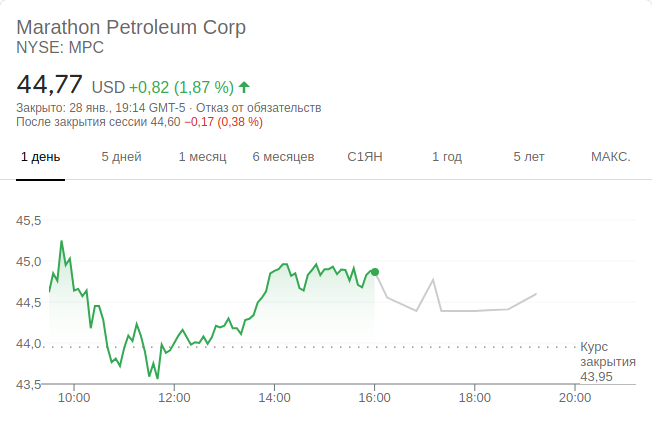 Marathon Petroleum Corp
NYSE: MPC
44,77 USD +0,82 (1,87 %)
Закрыто: 28 янв., 19:14 GMT-5 · Отказ от обязательств
После закрытия сессии 44,60 −0,17 (0,38 %)
1 день 5 дней 1 месяц 6 месяцев С1ЯН 1 год 5 лет МАКС.
45,5
45,0
44,5
44,0
43,5
Курс
закрытия
43,95
10:00 12:00 14:00 16:00 18:00 20:00